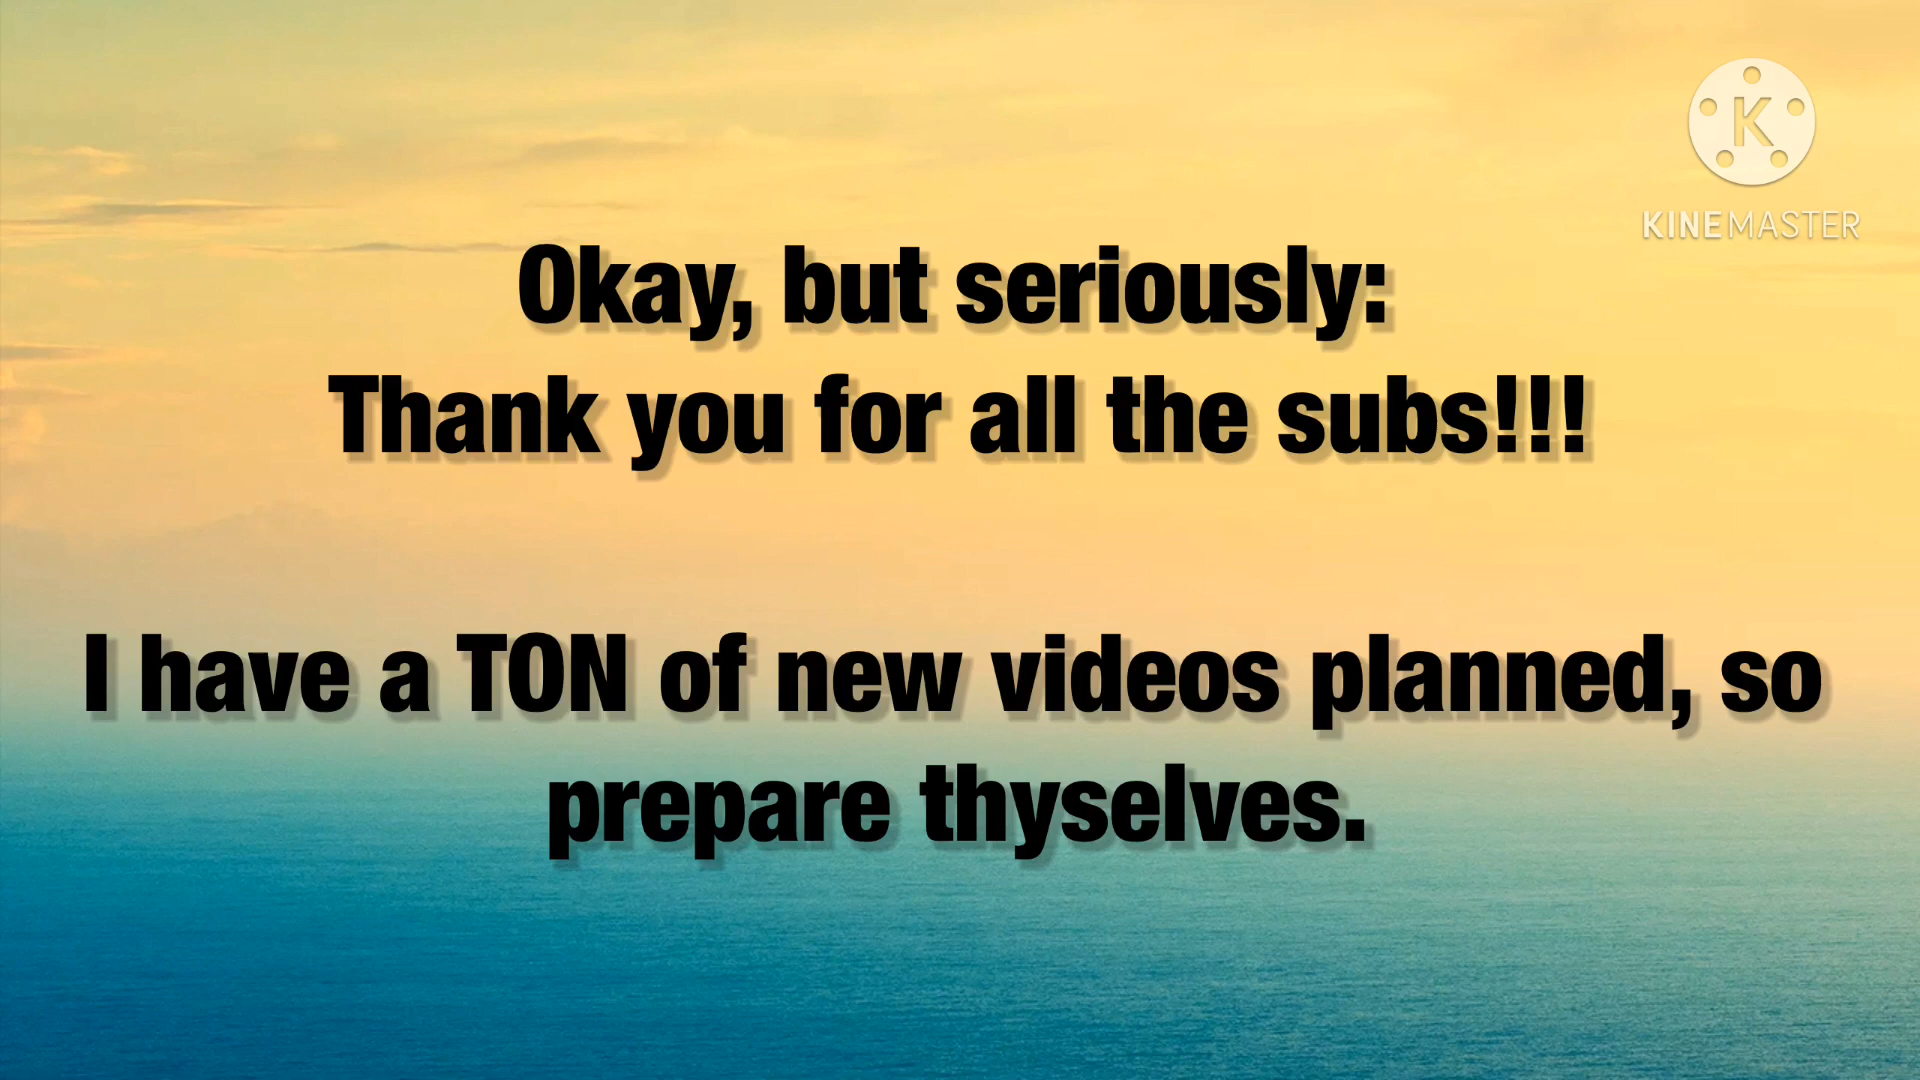 K
KINEMASTER
Okay, but seriously:
Thank you for all the subs!!!
I have a TON of new videos planned, so
prepare thyselves.